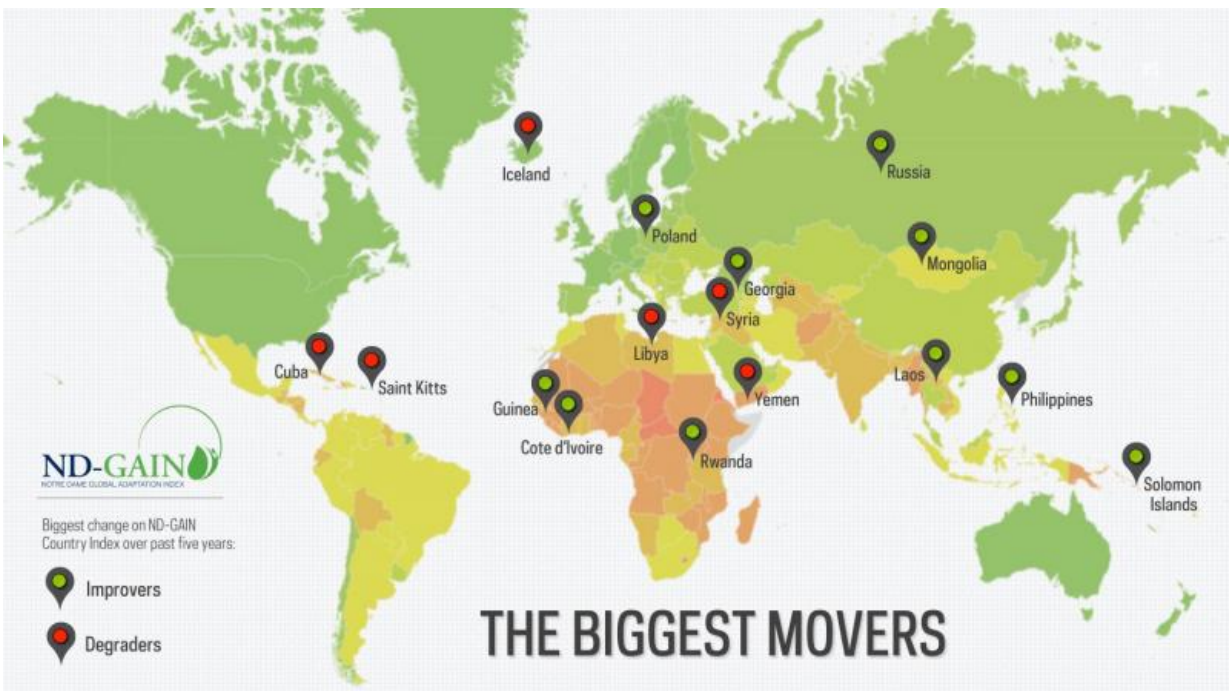 Iceland
Russia
Poland
Mongolia
Georgia
Syria
Libya
Cuba
Saint Kitts
Laos
Philippines
Yemen
Guinea
Cote d'Ivoire
Rwanda
Solomon
Islands
ND-GAIN
NOTRE DAME GLOBAL ADAPTATION INDEX
Biggest change on ND-GAIN
Country Index over past five years:
Improvers
Degraders
THE BIGGEST MOVERS